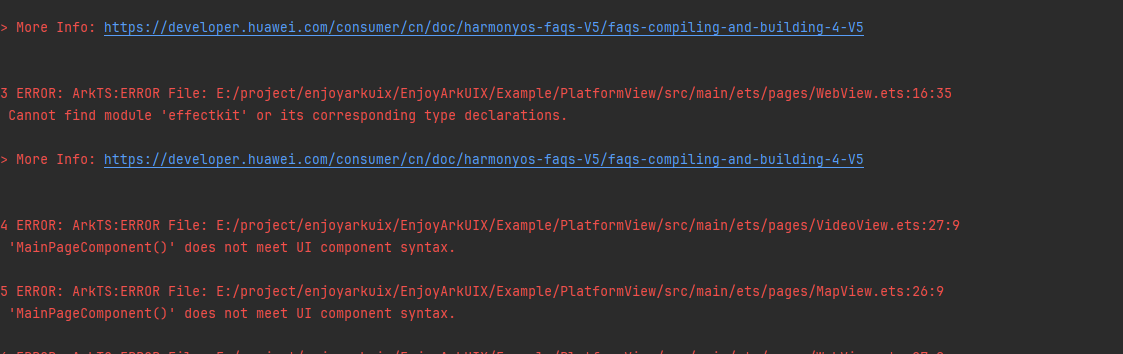 > More Info: https://developer.huawei.com/consumer/cn/doc/harmonyos-faqs-V5/faqs-compiling-and-building-4-V5
3 ERROR: ArkTS:ERROR File: E:/project/enjoyarkuix/EnjoyArkUIX/Example/PlatformView/src/main/ets/pages/WebView.ets:16:35
Cannot find module 'effectkit' or its corresponding type declarations.
> More Info: https://developer.huawei.com/consumer/cn/doc/harmonyos-faqs-V5/faqs-compiling-and-building-4-V5
4 ERROR: ArkTS:ERROR File: E:/project/enjoyarkuix/EnjoyArkUIX/Example/PlatformView/src/main/ets/pages/VideoView.ets:27:9
'MainPageComponent()' does not meet UI component syntax.
5 ERROR: ArkTS:ERROR File: E:/project/enjoyarkuix/EnjoyArkUIX/Example/PlatformView/src/main/ets/pages/MapView.ets:26:9
'MainPageComponent()' does not meet UI component syntax.